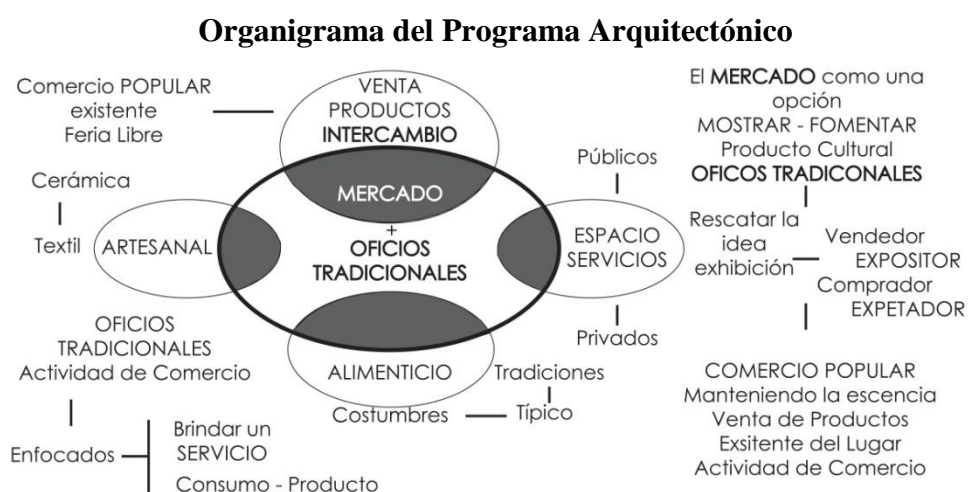 Organigrama del Programa Arquitectónico
Comercio POPULAR
existente
Feria Libre
VENTA
PRODUCTOS
INTERCAMBIO
MERCADO
+
OFICIOS
TRADICIONALES
Cerámica
Textil
ARTESANAL
Públicos
ESPACIO
SERVICIOS
Privados
ALIMENTICIO
Tradiciones
Costumbres
Típico
OFICIOS
TRADICIONALES
Actividad de Comercio
Enfocados
Brindar un
SERVICIO
Consumo - Producto
El MERCADO como una
opción
MOSTRAR - FOMENTAR
Producto Cultural
OFICOS TRADICONALES
Rescatar la
idea
exhibición
Vendedor
EXPOSITOR
Comprador
EXPETADOR
COMERCIO POPULAR
Manteniendo la escencia
Venta de Productos
Exsitente del Lugar
Actividad de Comercio